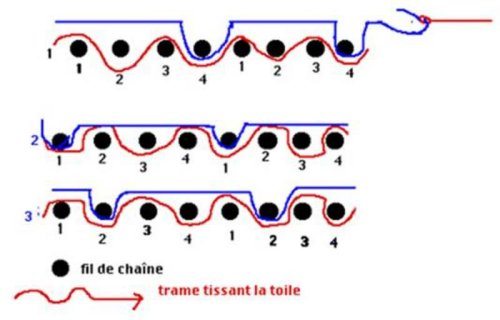 1
1 2 3 4 1 2 3 4
2
1 2 3 4 1 2 3 4
3 :
1 2 3 4 1 2 3 4
fil de chaîne
trame tissant la toile